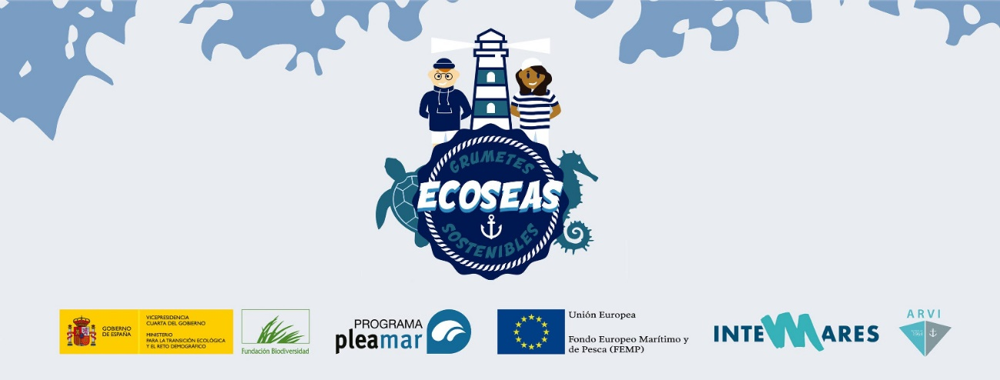 GRUMETES
ECOSEAS
SOSTENIBLES
GOBIERNO
DE ESPAÑA
VICEPRESIDENCIA
CUARTA DEL GOBIERNO
MINISTERIO
PARA LA TRANSICIÓN ECOLÓGICA
Y EL RETO DEMOGRÁFICO
Fundación Biodiversidad
PROGRAMA
pleamar
Unión Europea
Fondo Europeo Marítimo y
de Pesca (FEMP)
INTEMARES
ARVI
1964